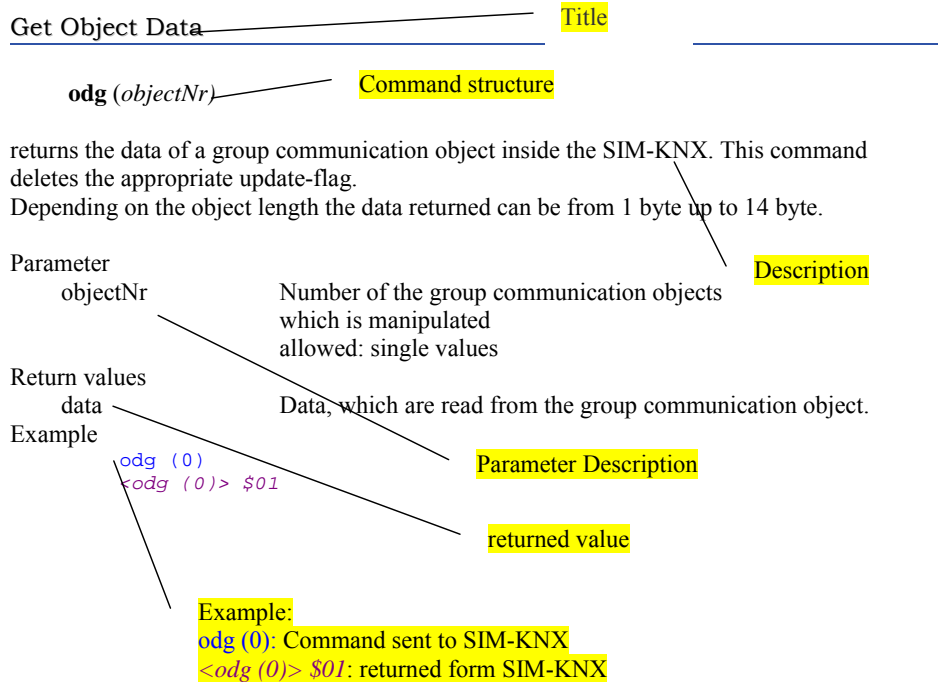 Get Object Data
Title
odg (objectNr)
Command structure
returns the data of a group communication object inside the SIM-KNX. This command
deletes the appropriate update-flag.
Depending on the object length the data returned can be from 1 byte up to 14 byte.
Parameter
Description
objectNr Number of the group communication objects
which is manipulated
allowed: single values
Return values
data Data, which are read from the group communication object.
Example
odg (0)
Parameter Description
<odg (0)> $01
returned value
Example:
odg (0): Command sent to SIM-KNX
<odg (0)> $01: returned form SIM-KNX